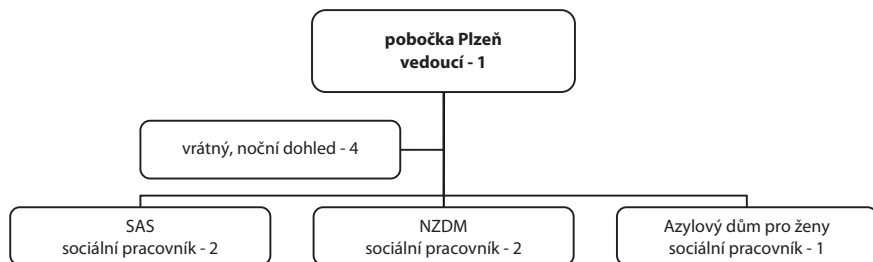 pobočka Plzeň
vedoucí - 1
vrátný, noční dohled - 4
SAS
sociální pracovník - 2
NZDM
sociální pracovník - 2
Azylový dům pro ženy
sociální pracovník - 1